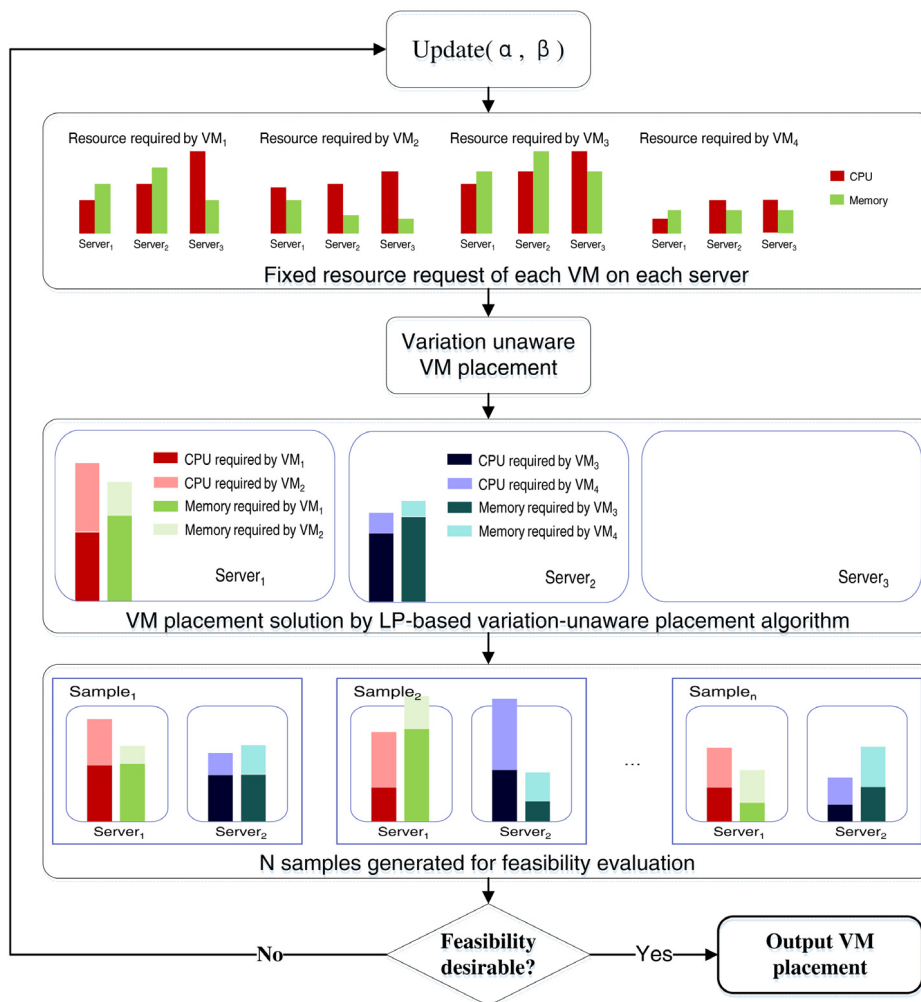 Update( α , β )
Resource required by VM₁
Resource required by VM₂
Resource required by VM₃
Resource required by VM₄
CPU
Memory
Server₁
Server₂
Server₃
Server₁
Server₂
Server₃
Server₁
Server₂
Server₃
Server₁
Server₂
Server₃
Fixed resource request of each VM on each server
Variation unaware
VM placement
CPU required by VM₁
CPU required by VM₂
Memory required by VM₁
Memory required by VM₂
Server₁
CPU required by VM₃
CPU required by VM₄
Memory required by VM₃
Memory required by VM₄
Server₂
Server₃
VM placement solution by LP-based variation-unaware placement algorithm
Sample₁
Server₁
Server₂
Sample₂
Server₁
Server₂
...
Sampleₙ
Server₁
Server₂
N samples generated for feasibility evaluation
Feasibility
desirable?
No
Yes
Output VM
placement